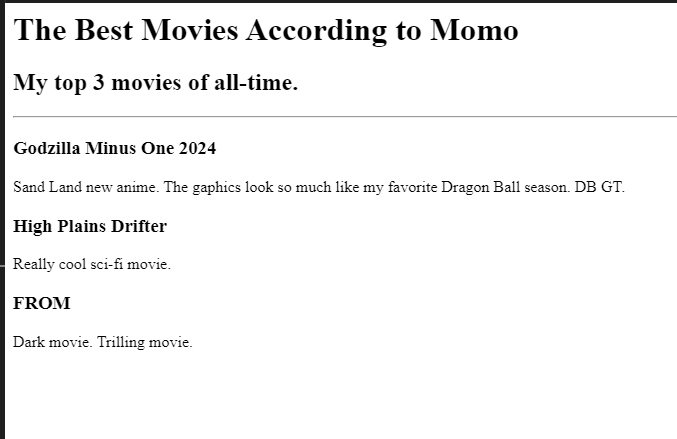 The Best Movies According to Momo
My top 3 movies of all-time.
Godzilla Minus One 2024
Sand Land new anime. The gaphics look so much like my favorite Dragon Ball season. DB GT.
High Plains Drifter
Really cool sci-fi movie.
FROM
Dark movie. Trilling movie.